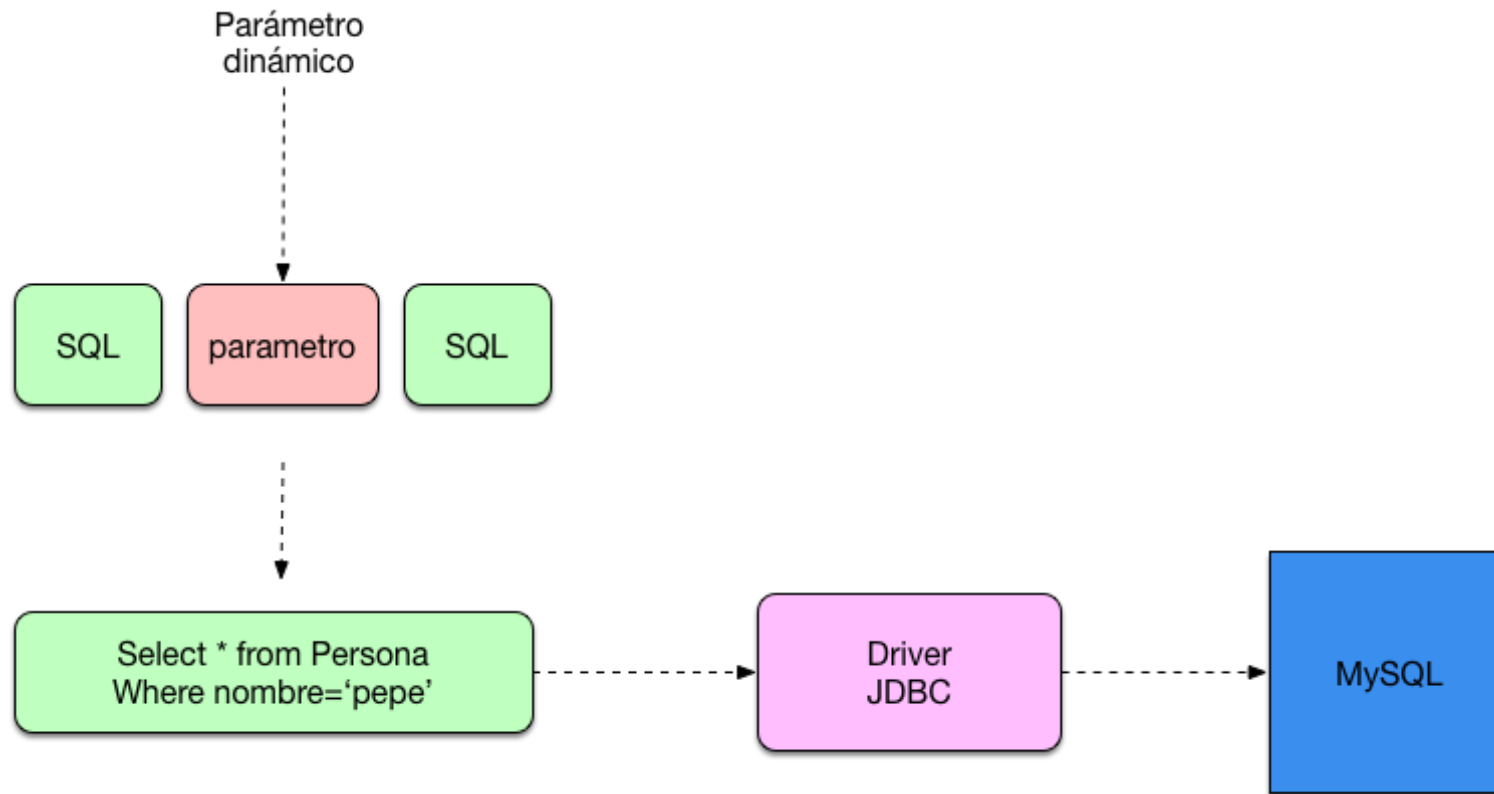 Parámetro
dinámico
SQL
parametro
SQL
Select * from Persona
Where nombre=‘pepe’
Driver
JDBC
MySQL